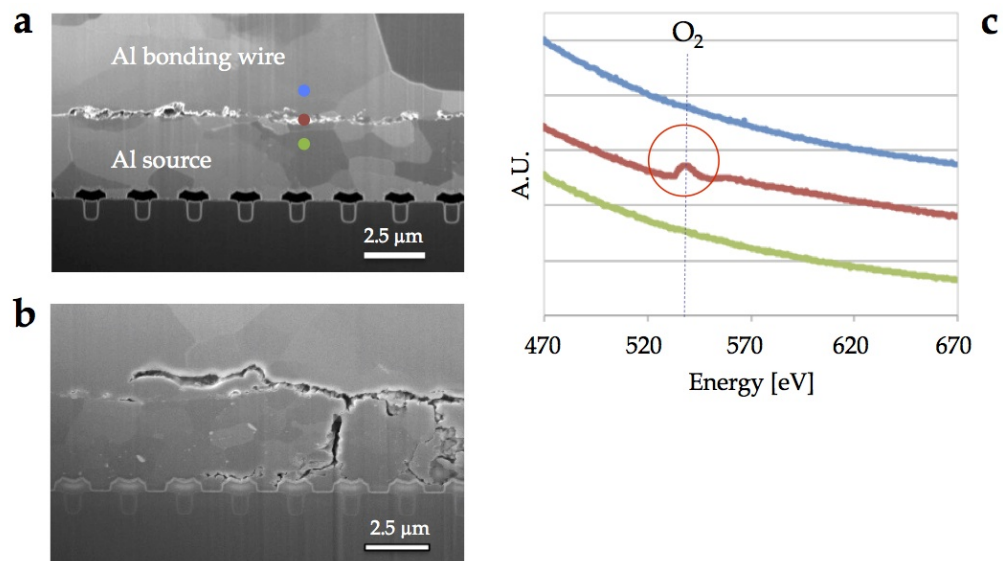 a
Al bonding wire
Al source
2.5 µm
b
2.5 µm
c
O2
A.U.
470 520 570 620 670
Energy [eV]